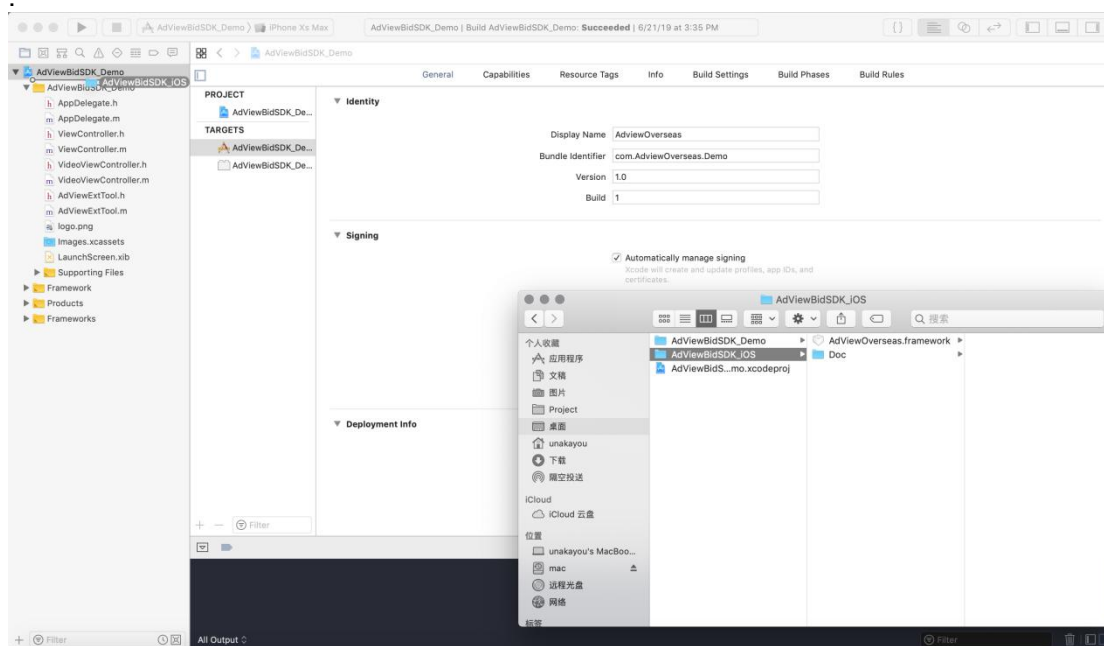 .
AdViewBidSDK_Demo iPhone Xs Max AdViewBidSDK_Demo | Build AdViewBidSDK_Demo: Succeeded | 6/21/19 at 3:35 PM
AdViewBidSDK_Demo
AdViewBidSDK_Demo
AdViewBidSDK_iOS
AdViewBidSDK_Demo
AppDelegate.h
AppDelegate.m
ViewController.h
ViewController.m
VideoViewController.h
VideoViewController.m
AdViewExtTool.h
AdViewExtTool.m
logo.png
Images.xcassets
LaunchScreen.xib
Supporting Files
Framework
Products
Frameworks
Filter
General Capabilities Resource Tags Info Build Settings Build Phases Build Rules
PROJECT
AdViewBidSDK_De...
TARGETS
AdViewBidSDK_De...
AdViewBidSDK_De...
Filter
Identity
Display Name AdviewOverseas
Bundle Identifier com.AdviewOverseas.Demo
Version 1.0
Build 1
Signing
Automatically manage signing
Xcode will create and update profiles, app IDs, and
certificates.
Deployment Info
AdViewBidSDK_iOS
搜索
个人收藏
应用程序
文稿
图片
Project
桌面
unakayou
下载
隔空投送
iCloud
iCloud 云盘
位置
unakayou's MacBoo...
mac
远程光盘
网络
标签
AdViewBidSDK_Demo
AdViewBidSDK_iOS
AdViewBidS...mo.xcodeproj
AdViewOverseas.framework
Doc
All Output
Filter